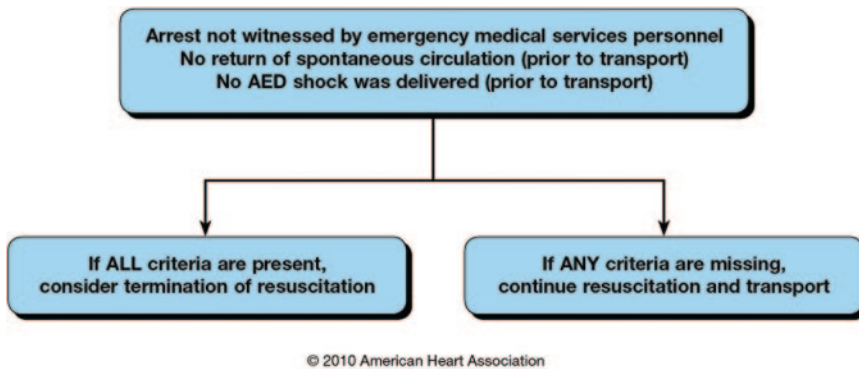 Arrest not witnessed by emergency medical services personnel
No return of spontaneous circulation (prior to transport)
No AED shock was delivered (prior to transport)
If ALL criteria are present,
consider termination of resuscitation
If ANY criteria are missing,
continue resuscitation and transport
© 2010 American Heart Association